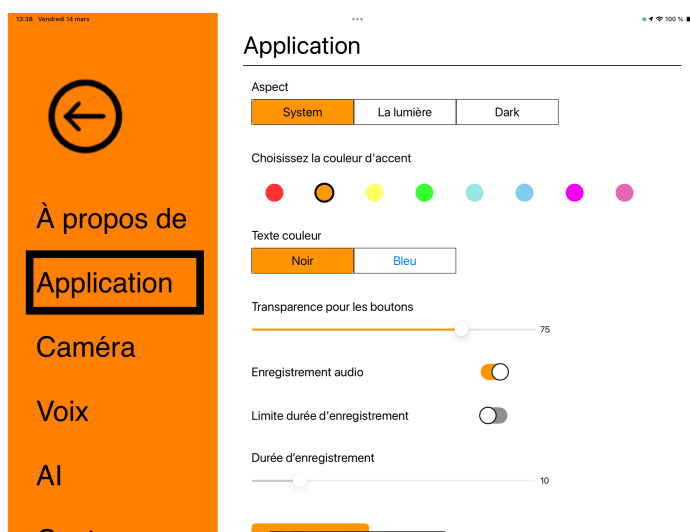 13:38 Vendredi 14 mars
100 %
Application
Aspect
System La lumière Dark
Choisissez la couleur d'accent
À propos de
Texte couleur
Noir Bleu
Application
Transparence pour les boutons
75
Caméra
Enregistrement audio
Voix
Limite durée d'enregistrement
Durée d'enregistrement
AI
10